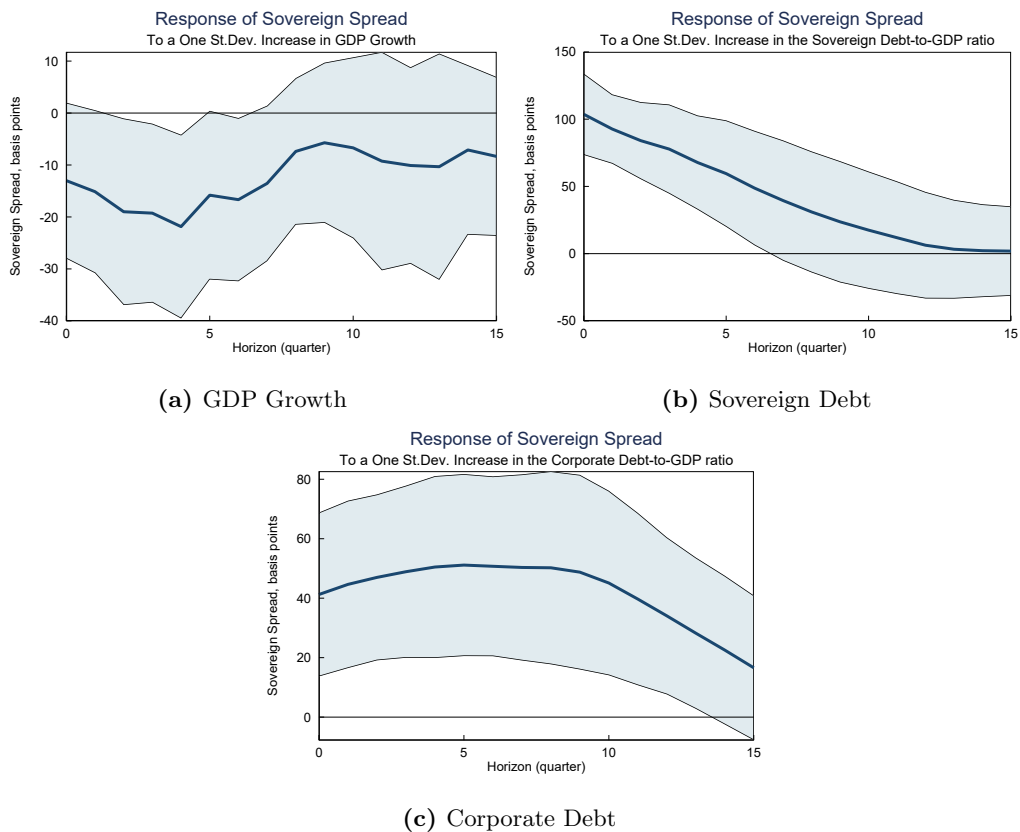 Response of Sovereign Spread
To a One St.Dev. Increase in GDP Growth
Sovereign Spread, basis points
10
0
-10
-20
-30
-40
0
5
10
15
Horizon (quarter)
(a) GDP Growth
Response of Sovereign Spread
To a One St.Dev. Increase in the Sovereign Debt-to-GDP ratio
Sovereign Spread, basis points
150
100
50
0
-50
0
5
10
15
Horizon (quarter)
(b) Sovereign Debt
Response of Sovereign Spread
To a One St.Dev. Increase in the Corporate Debt-to-GDP ratio
Sovereign Spread, basis points
80
60
40
20
0
0
5
10
15
Horizon (quarter)
(c) Corporate Debt